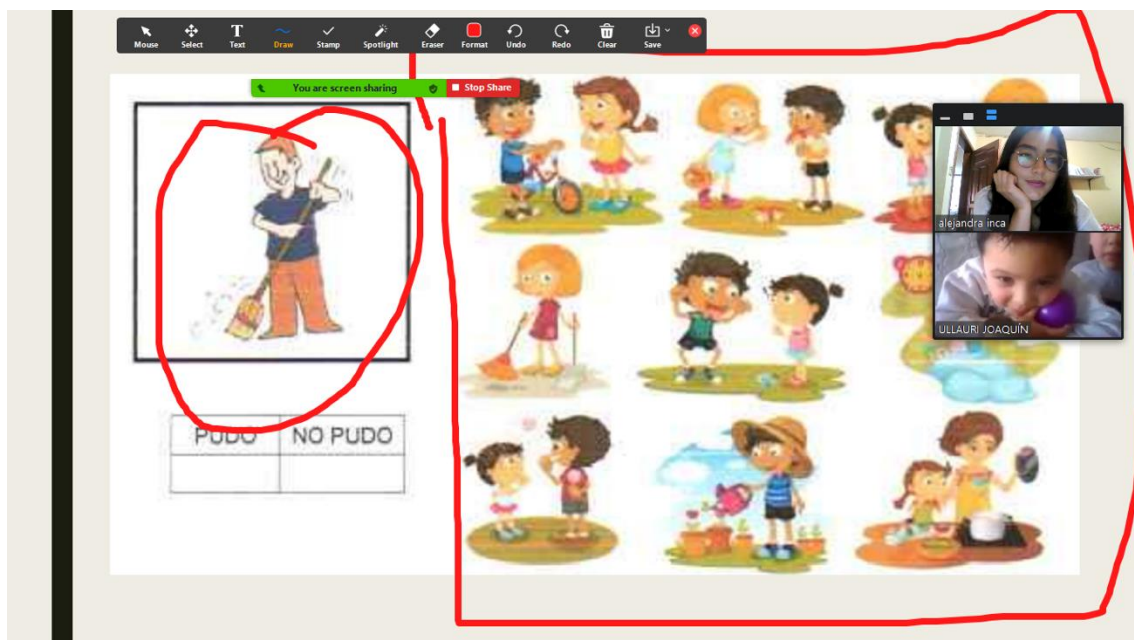 Mouse Select Text Draw Stamp Spotlight Eraser Format Undo Redo Clear Save
You are screen sharing Stop Share
alejandra inca
ULLAURI JOAQUÍN
PUDO NO PUDO